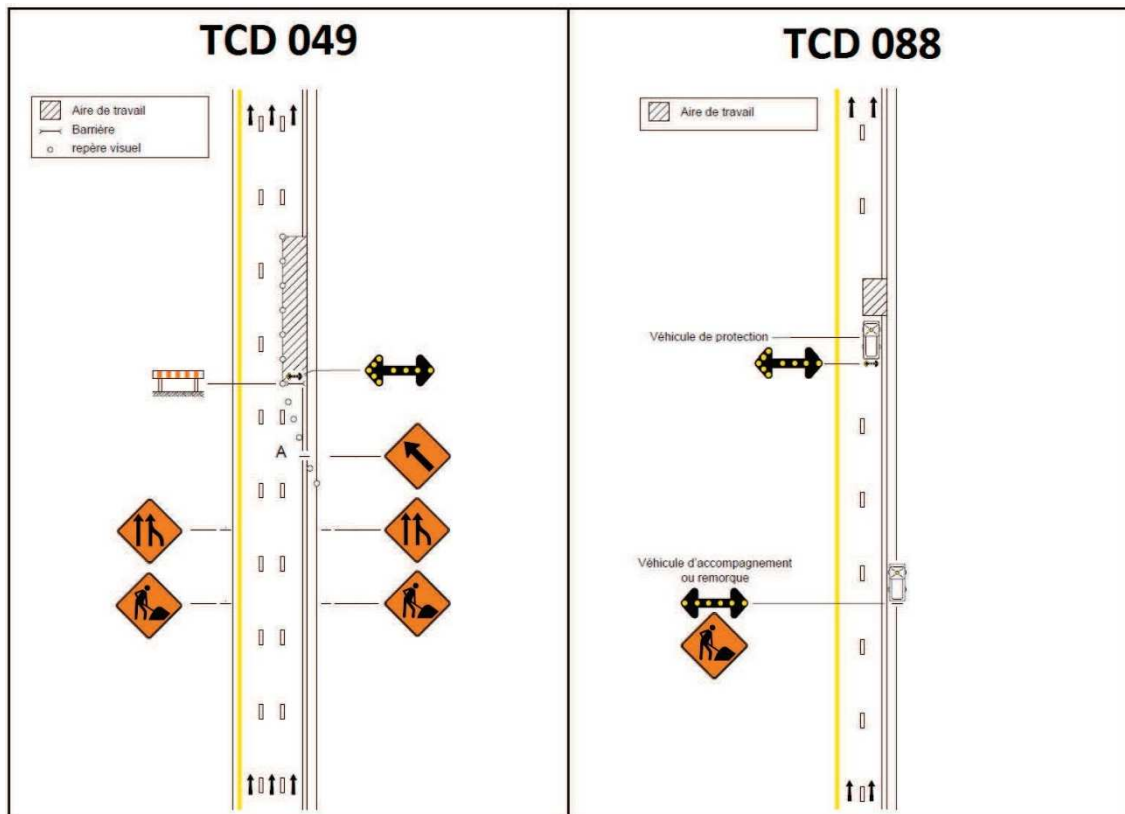 TCD 049
Aire de travail
Barrière
repère visuel
A
TCD 088
Aire de travail
Véhicule de protection
Véhicule d'accompagnement
ou remorque